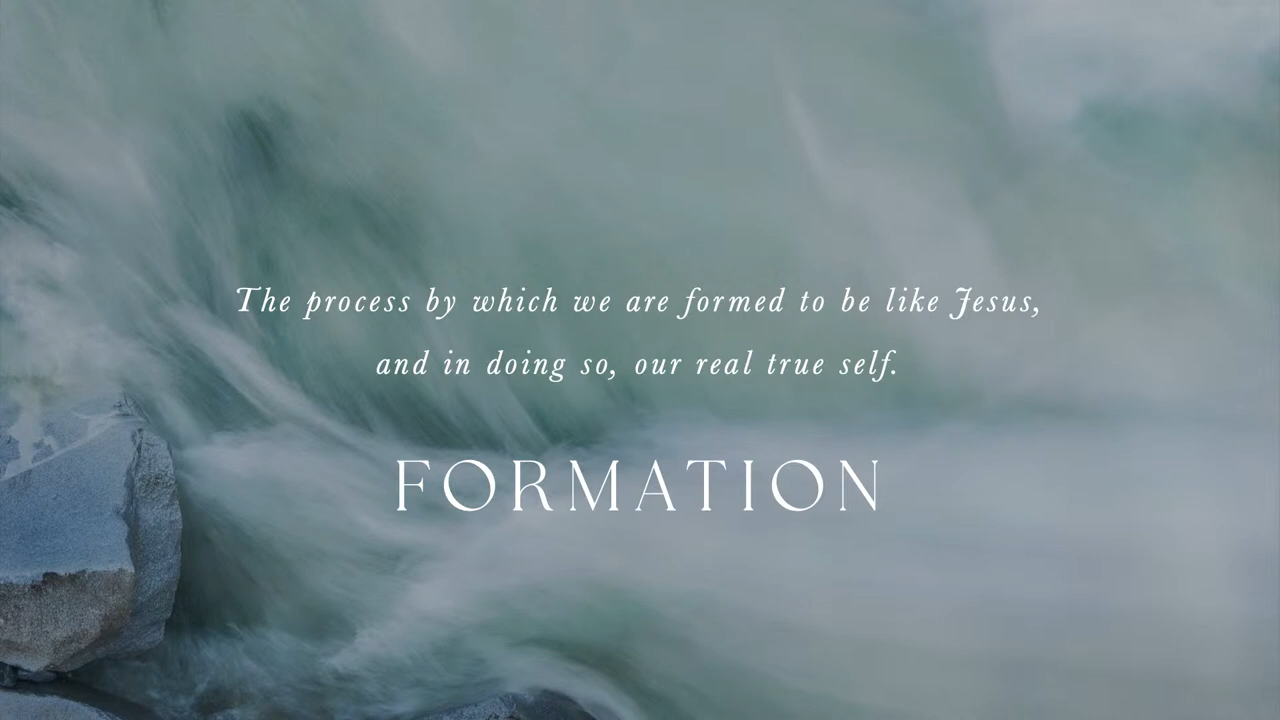 The process by which we are formed to be like Jesus,
and in doing so, our real true self.
FORMATION